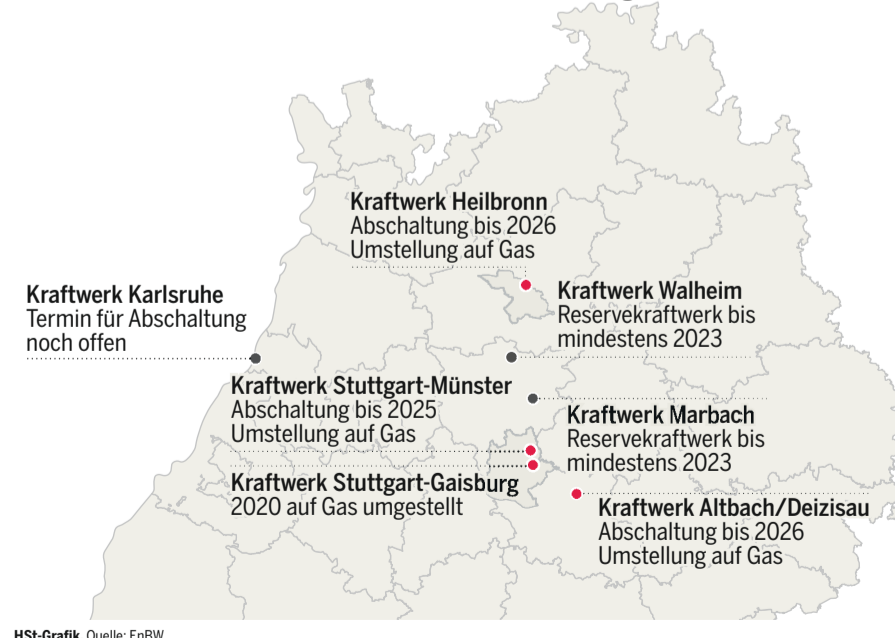 Kraftwerk Heilbronn
Abschaltung bis 2026
Umstellung auf Gas
Kraftwerk Karlsruhe
Termin für Abschaltung
noch offen
Kraftwerk Walheim
Reservekraftwerk bis
mindestens 2023
Kraftwerk Stuttgart-Münster
Abschaltung bis 2025
Umstellung auf Gas
Kraftwerk Marbach
Reservekraftwerk bis
mindestens 2023
Kraftwerk Stuttgart-Gaisburg
2020 auf Gas umgestellt
Kraftwerk Altbach/Deizisau
Abschaltung bis 2026
Umstellung auf Gas
HSt-Grafik, Quelle: EnBW